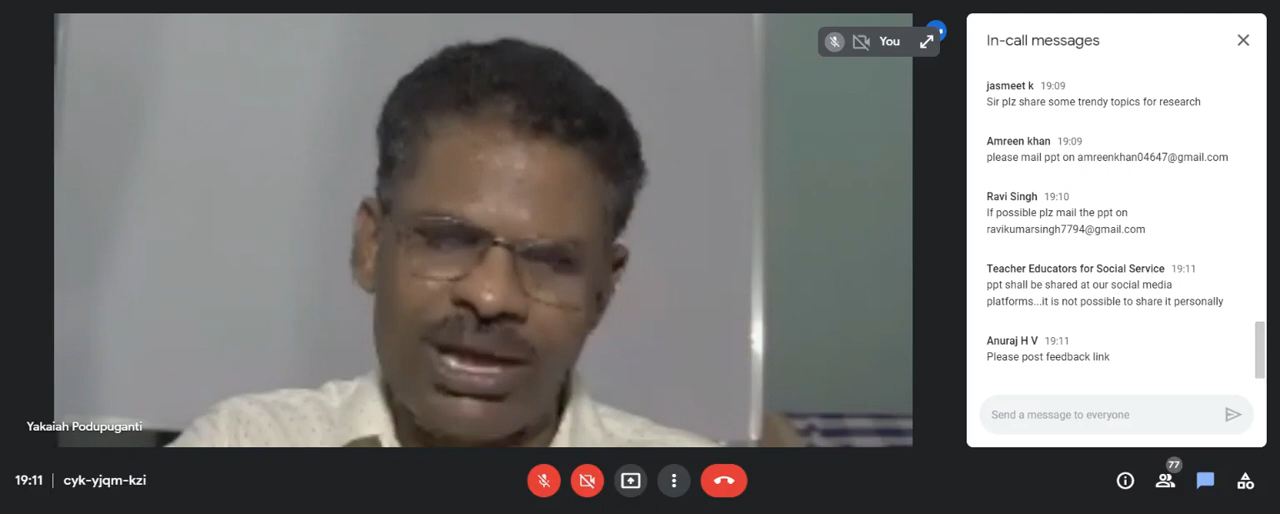 You
In-call messages
jasmeet k 19:09
Sir plz share some trendy topics for research
Amreen khan 19:09
please mail ppt on amreenkhan04647@gmail.com
Ravi Singh 19:10
If possible plz mail the ppt on
ravikumarsingh7794@gmail.com
Teacher Educators for Social Service 19:11
ppt shall be shared at our social media
platforms...it is not possible to share it personally
Anuraj H V 19:11
Please post feedback link
Send a message to everyone
Yakaiah Podupuganti
19:11 | cyk-yjqm-kzi
77